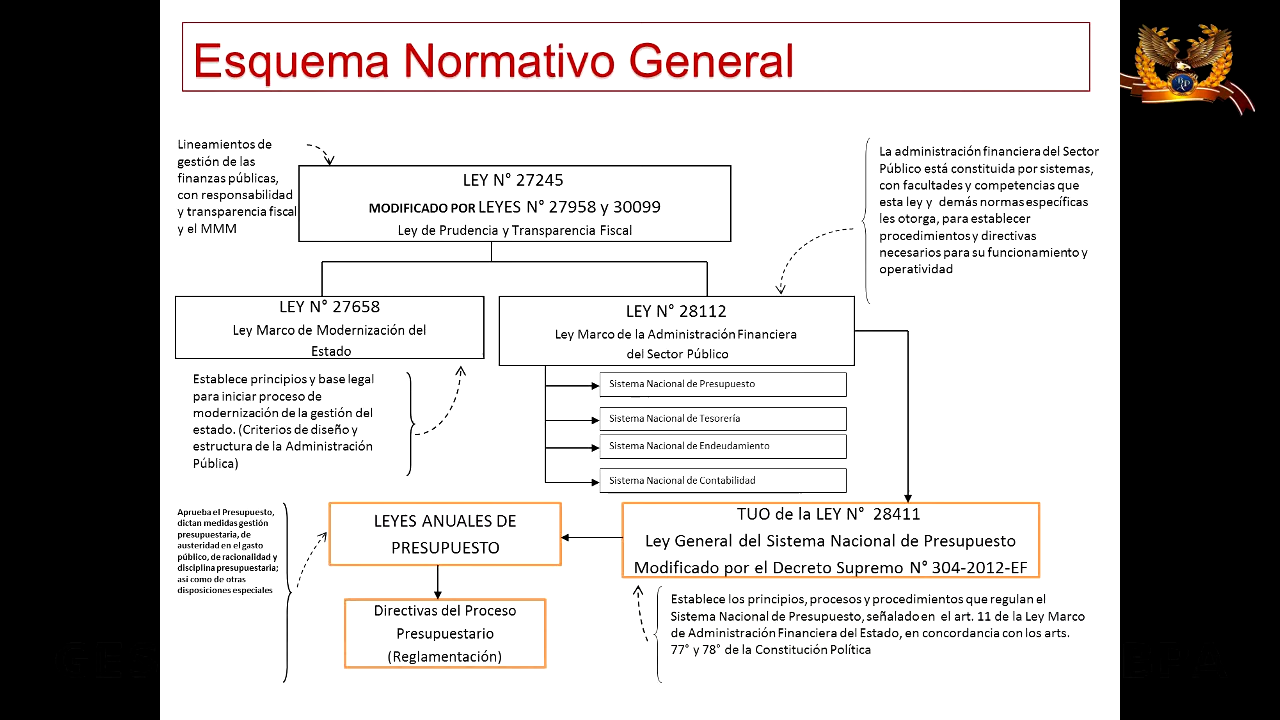 Esquema Normativo General
Lineamientos de
gestión de las
finanzas públicas,
con responsabilidad
y transparencia fiscal
y el MMM
LEY N° 27245
MODIFICADO POR LEYES N° 27958 y 30099
Ley de Prudencia y Transparencia Fiscal
La administración financiera del Sector
Público está constituida por sistemas,
con facultades y competencias que
esta ley y demás normas específicas
les otorga, para establecer
procedimientos y directivas
necesarios para su funcionamiento y
operatividad
LEY N° 27658
Ley Marco de Modernización del
Estado
LEY N° 28112
Ley Marco de la Administración Financiera
del Sector Público
Establece principios y base legal
para iniciar proceso de
modernización de la gestión del
estado. (Criterios de diseño y
estructura de la Administración
Pública)
Sistema Nacional de Presupuesto
Sistema Nacional de Tesorería
Sistema Nacional de Endeudamiento
Sistema Nacional de Contabilidad
Aprueba el Presupuesto,
dictan medidas gestión
presupuestaria, de
austeridad en el gasto
público, de racionalidad y
disciplina presupuestaria;
así como de otras
disposiciones especiales
LEYES ANUALES DE
PRESUPUESTO
TUO de la LEY N° 28411
Ley General del Sistema Nacional de Presupuesto
Modificado por el Decreto Supremo N° 304-2012-EF
Directivas del Proceso
Presupuestario
(Reglamentación)
Establece los principios, procesos y procedimientos que regulan el
Sistema Nacional de Presupuesto, señalado en el art. 11 de la Ley Marco
de Administración Financiera del Estado, en concordancia con los arts.
77° y 78° de la Constitución Política